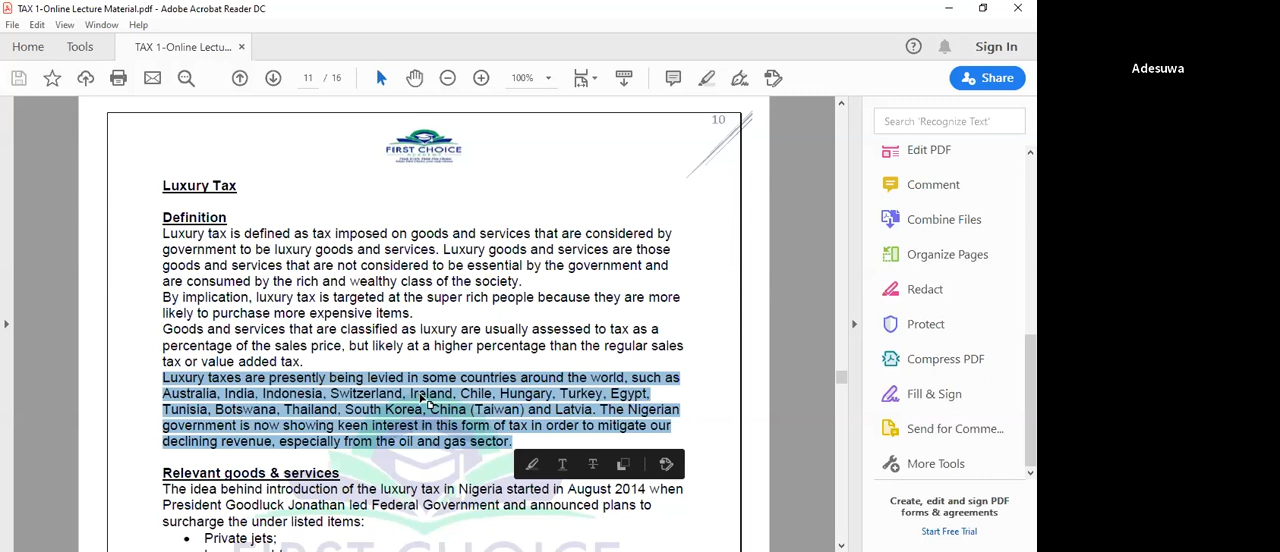 TAX 1-Online Lecture Material.pdf - Adobe Acrobat Reader DC
File Edit View Window Help
Home Tools TAX 1-Online Lectu... × Sign In
11 / 16 100% Share
Adesuwa
10
FIRST CHOICE
Luxury Tax
Definition
Luxury tax is defined as tax imposed on goods and services that are considered by
government to be luxury goods and services. Luxury goods and services are those
goods and services that are not considered to be essential by the government and
are consumed by the rich and wealthy class of the society.
By implication, luxury tax is targeted at the super rich people because they are more
likely to purchase more expensive items.
Goods and services that are classified as luxury are usually assessed to tax as a
percentage of the sales price, but likely at a higher percentage than the regular sales
tax or value added tax.
Luxury taxes are presently being levied in some countries around the world, such as
Australia, India, Indonesia, Switzerland, Ireland, Chile, Hungary, Turkey, Egypt,
Tunisia, Botswana, Thailand, South Korea, China (Taiwan) and Latvia. The Nigerian
government is now showing keen interest in this form of tax in order to mitigate our
declining revenue, especially from the oil and gas sector.
Relevant goods & services
The idea behind introduction of the luxury tax in Nigeria started in August 2014 when
President Goodluck Jonathan led Federal Government and announced plans to
surcharge the under listed items:
• Private jets;
FIRST CHOICE
Search 'Recognize Text'
Edit PDF
Comment
Combine Files
Organize Pages
Redact
Protect
Compress PDF
Fill & Sign
Send for Comme...
More Tools
Create, edit and sign PDF
forms & agreements
Start Free Trial